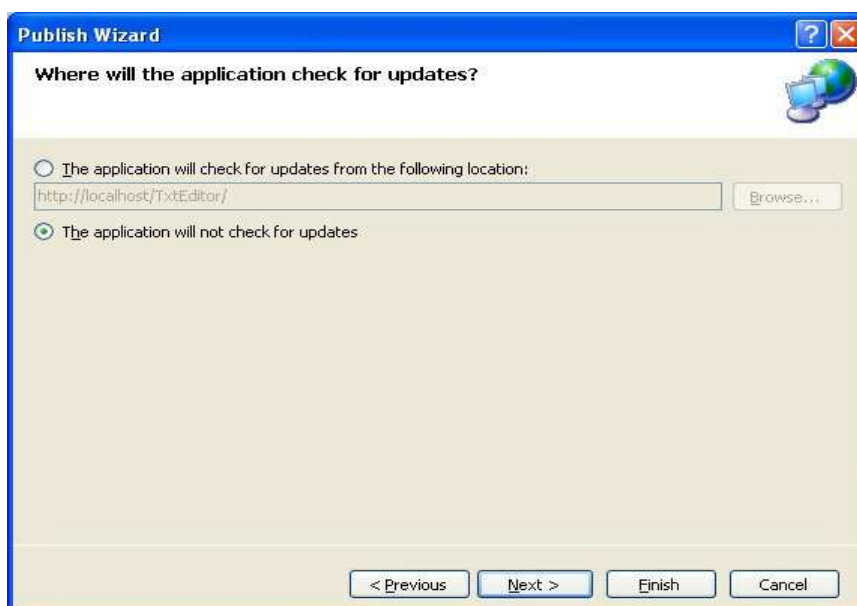 Publish Wizard
Where will the application check for updates?
The application will check for updates from the following location:
http://localhost/TxtEditor/
Browse...
The application will not check for updates
< Previous
Next >
Finish
Cancel